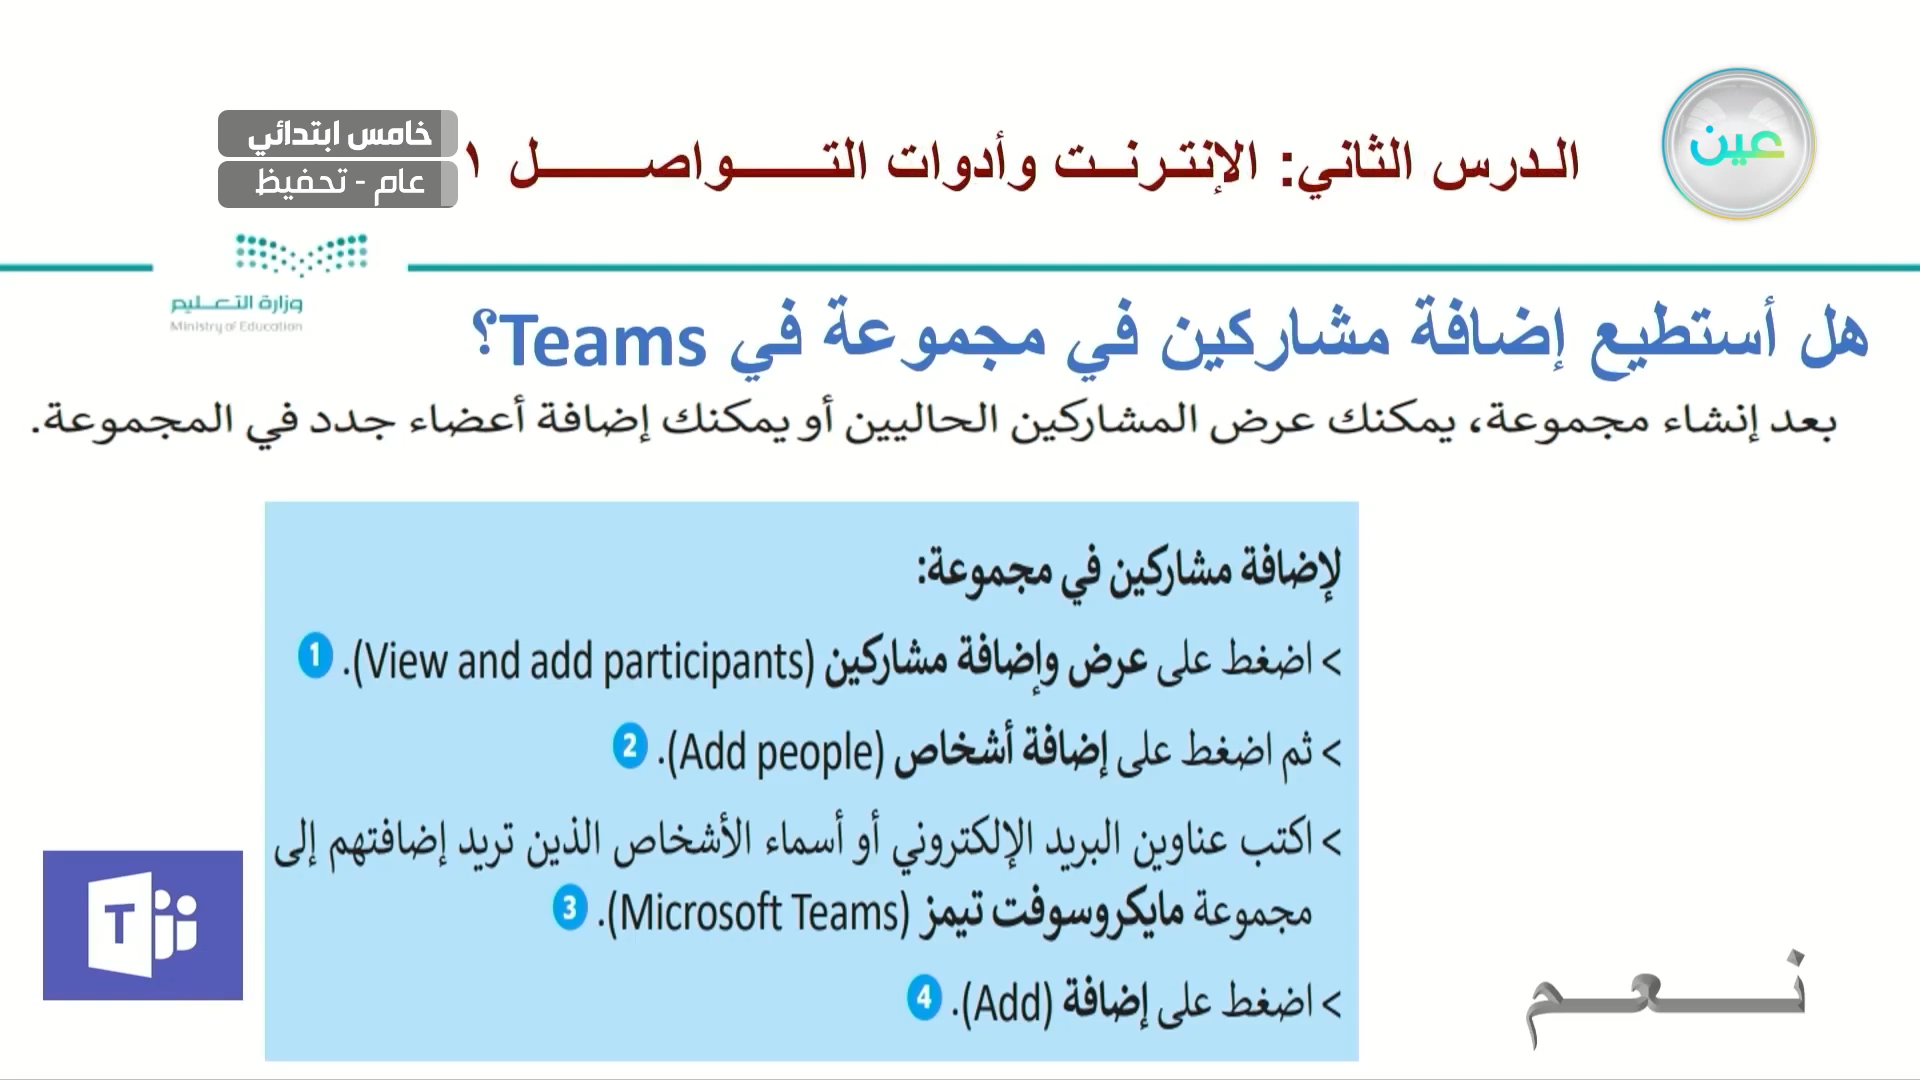 عين
خامس ابتدائي
عام - تحفيظ
الدرس الثاني: الإنترنت وأدوات التواصل ١
وزارة التعليم
Ministry of Education
هل أستطيع إضافة مشاركين في مجموعة في Teams؟
بعد إنشاء مجموعة، يمكنك عرض المشاركين الحاليين أو يمكنك إضافة أعضاء جدد في المجموعة.
لإضافة مشاركين في مجموعة:
> اضغط على عرض وإضافة مشاركين (View and add participants). 1
> ثم اضغط على إضافة أشخاص (Add people). 2
> اكتب عناوين البريد الإلكتروني أو أسماء الأشخاص الذين تريد إضافتهم إلى
مجموعة مايكروسوفت تيمز (Microsoft Teams). 3
> اضغط على إضافة (Add). 4
T
نعم